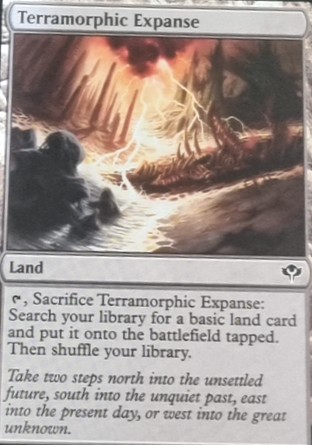 Terramorphic Expanse
Land
, Sacrifice Terramorphic Expanse:
Search your library for a basic land card
and put it onto the battlefield tapped.
Then shuffle your library.
Take two steps north into the unsettled
future, south into the unquiet past, east
into the present day, or west into the great
unknown.